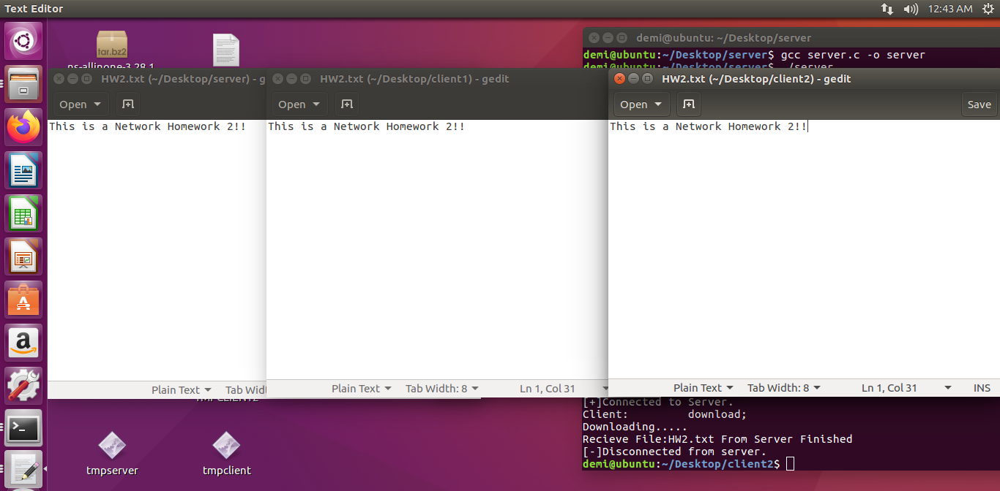 Text Editor
12:43 AM
tar.bz2
ns-allinone-3.28.1
demi@ubuntu: ~/Desktop/server
demi@ubuntu:~/Desktop/server$ gcc server.c -o server
demi@ubuntu:~/Desktop/server$ ./server
HW2.txt (~/Desktop/server) - g
HW2.txt (~/Desktop/client1) - gedit
HW2.txt (~/Desktop/client2) - gedit
Open
Open
Open
Save
This is a Network Homework 2!!
This is a Network Homework 2!!
This is a Network Homework 2!!
Plain Text
Tab Wid
Plain Text
Tab Width: 8
Ln 1, Col 31
Plain Text
Tab Width: 8
Ln 1, Col 31
INS
TMPCLIENT2
[+]Connected to Server.
Client: download;
Downloading.....
Recieve File:HW2.txt From Server Finished
[-]Disconnected from server.
demi@ubuntu:~/Desktop/client2$
tmpserver
tmpclient